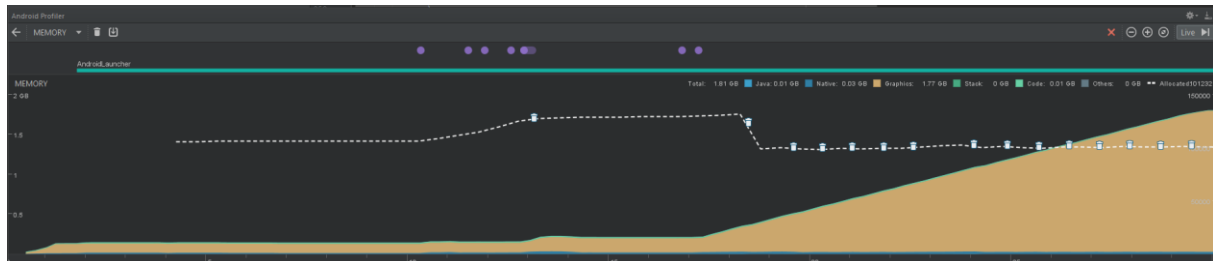 Android Profiler
MEMORY
Live
AndroidLauncher
MEMORY
Total: 1.81 GB Java: 0.01 GB Native: 0.03 GB Graphics: 1.77 GB Stack: 0 GB Code: 0.01 GB Others: 0 GB Allocated101232
2 GB
150000
1.5
1
0.5